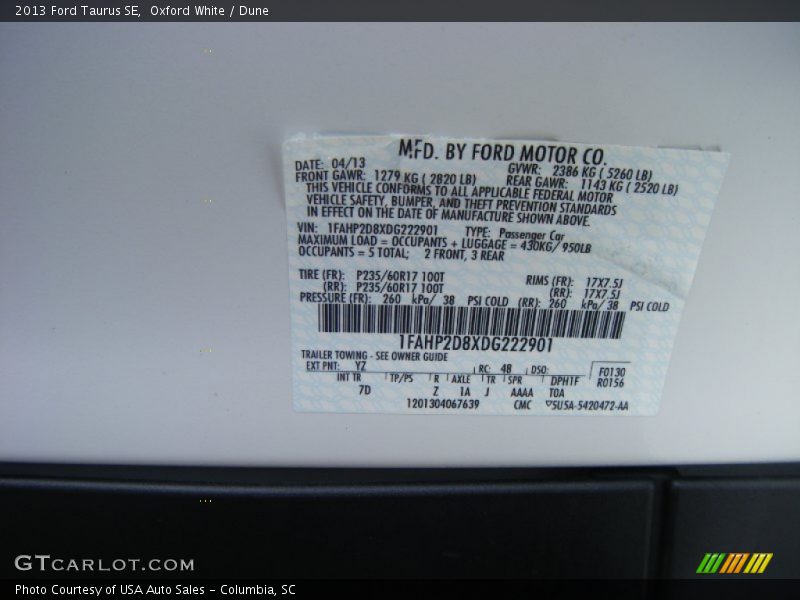 2013 Ford Taurus SE, Oxford White / Dune
MFD. BY FORD MOTOR CO.
DATE: 04/13 GVWR: 2386 KG ( 5260 LB)
FRONT GAWR: 1279 KG ( 2820 LB) REAR GAWR: 1143 KG ( 2520 LB)
THIS VEHICLE CONFORMS TO ALL APPLICABLE FEDERAL MOTOR
VEHICLE SAFETY, BUMPER, AND THEFT PREVENTION STANDARDS
IN EFFECT ON THE DATE OF MANUFACTURE SHOWN ABOVE.
VIN: 1FAHP2D8XDG222901 TYPE: Passenger Car
MAXIMUM LOAD = OCCUPANTS + LUGGAGE = 430KG/ 950LB
OCCUPANTS = 5 TOTAL; 2 FRONT, 3 REAR
TIRE (FR): P235/60R17 100T RIMS (FR): 17X7.5J
(RR): P235/60R17 100T (RR): 17X7.5J
PRESSURE (FR): 260 kPa/ 38 PSI COLD (RR): 260 kPa/ 38 PSI COLD
1FAHP2D8XDG222901
TRAILER TOWING - SEE OWNER GUIDE
EXT PNT: YZ RC: 48 DSO: F0130
INT TR TP/PS R AXLE TR SPR DPHTF R0156
7D Z 1A J AAAA T0A
1201304067639 CMC 5U5A-5420472-AA
GTCARLOT.COM
Photo Courtesy of USA Auto Sales - Columbia, SC